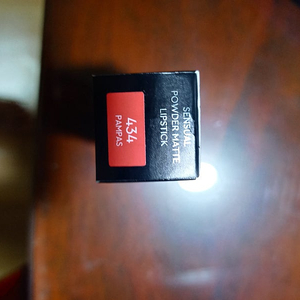 SENSUAL
POWDER MATTE
LIPSTICK
434
PAMPAS